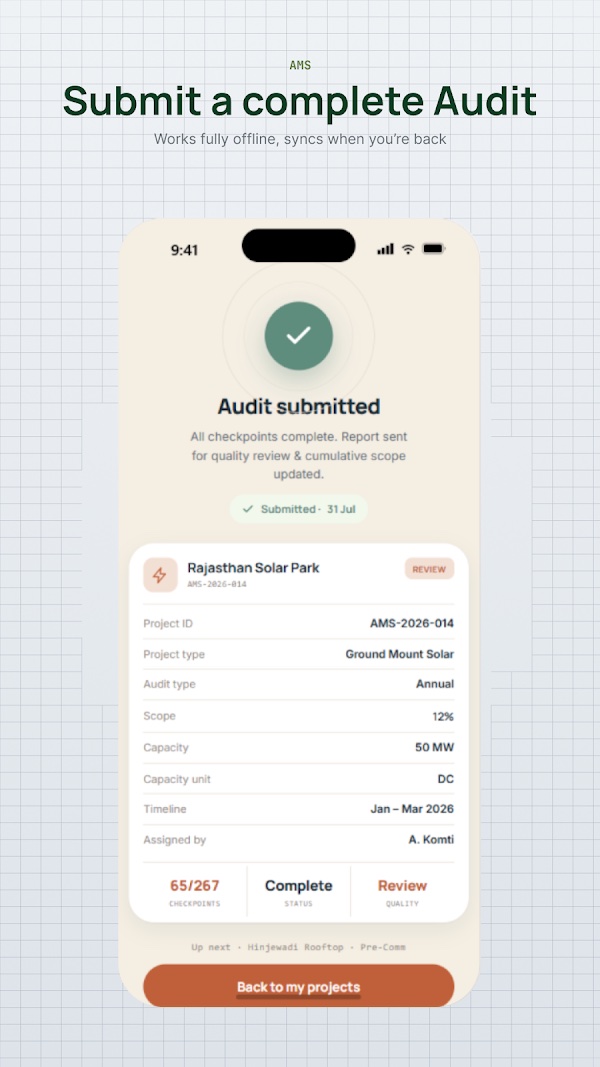 AMS
Submit a complete Audit
Works fully offline, syncs when you're back
9:41
Audit submitted
All checkpoints complete. Report sent
for quality review & cumulative scope
updated.
Submitted · 31 Jul
Rajasthan Solar Park
AMS-2026-014
REVIEW
Project ID AMS-2026-014
Project type Ground Mount Solar
Audit type Annual
Scope 12%
Capacity 50 MW
Capacity unit DC
Timeline Jan – Mar 2026
Assigned by A. Komti
65/267 Complete Review
CHECKPOINTS STATUS QUALITY
Up next · Hinjewadi Rooftop · Pre-Comm
Back to my projects